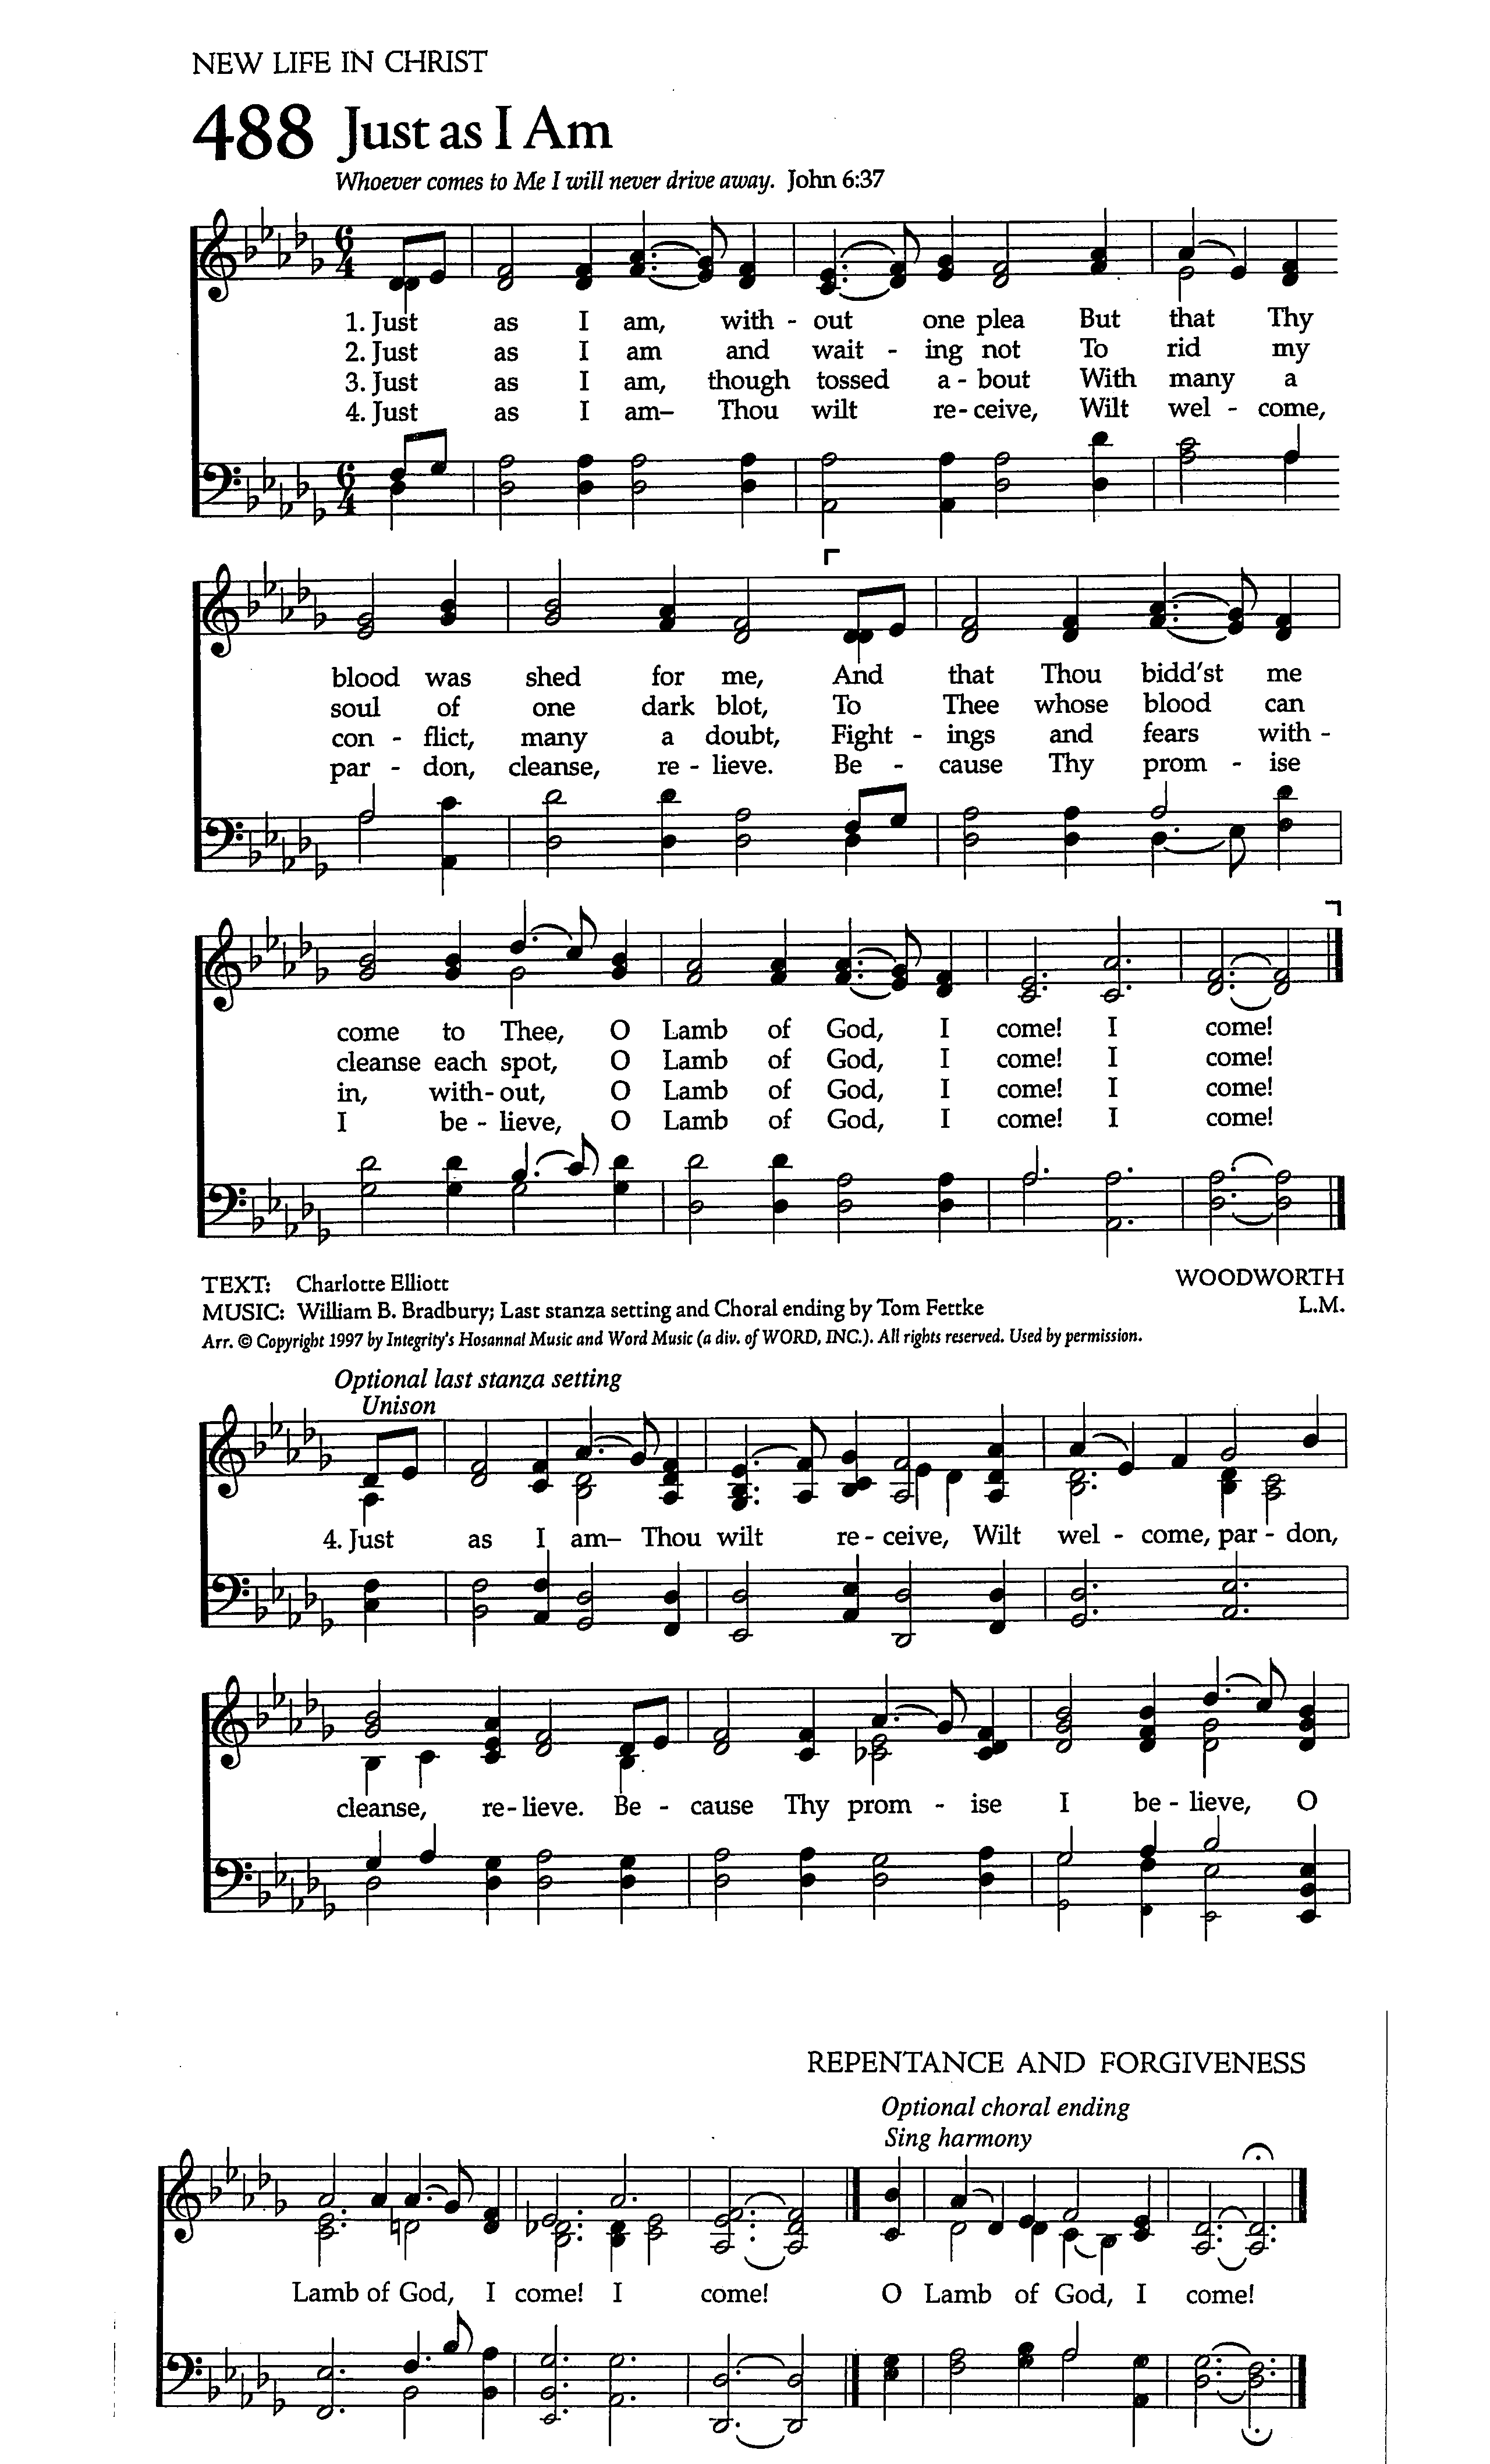 NEW LIFE IN CHRIST
488 Just as I Am
Whoever comes to Me I will never drive away. John 6:37
6 4
1. Just as I am, with - out one plea But that Thy
2. Just as I am and wait - ing not To rid my
3. Just as I am, though tossed a - bout With many a
4. Just as I am– Thou wilt re - ceive, Wilt wel - come,
6 4
blood was shed for me, And that Thou bidd'st me
soul of one dark blot, To Thee whose blood can
con - flict, many a doubt, Fight - ings and fears with -
par - don, cleanse, re - lieve. Be - cause Thy prom - ise
come to Thee, O Lamb of God, I come! I come!
cleanse each spot, O Lamb of God, I come! I come!
in, with - out, O Lamb of God, I come! I come!
I be - lieve, O Lamb of God, I come! I come!
TEXT: Charlotte Elliott WOODWORTH
MUSIC: William B. Bradbury; Last stanza setting and Choral ending by Tom Fettke L.M.
Arr. © Copyright 1997 by Integrity's Hosanna! Music and Word Music (a div. of WORD, INC.). All rights reserved. Used by permission.
Optional last stanza setting
Unison
4. Just as I am– Thou wilt re - ceive, Wilt wel - come, par - don,
cleanse, re - lieve. Be - cause Thy prom - ise I be - lieve, O
REPENTANCE AND FORGIVENESS
Optional choral ending
Sing harmony
Lamb of God, I come! I come! O Lamb of God, I come!